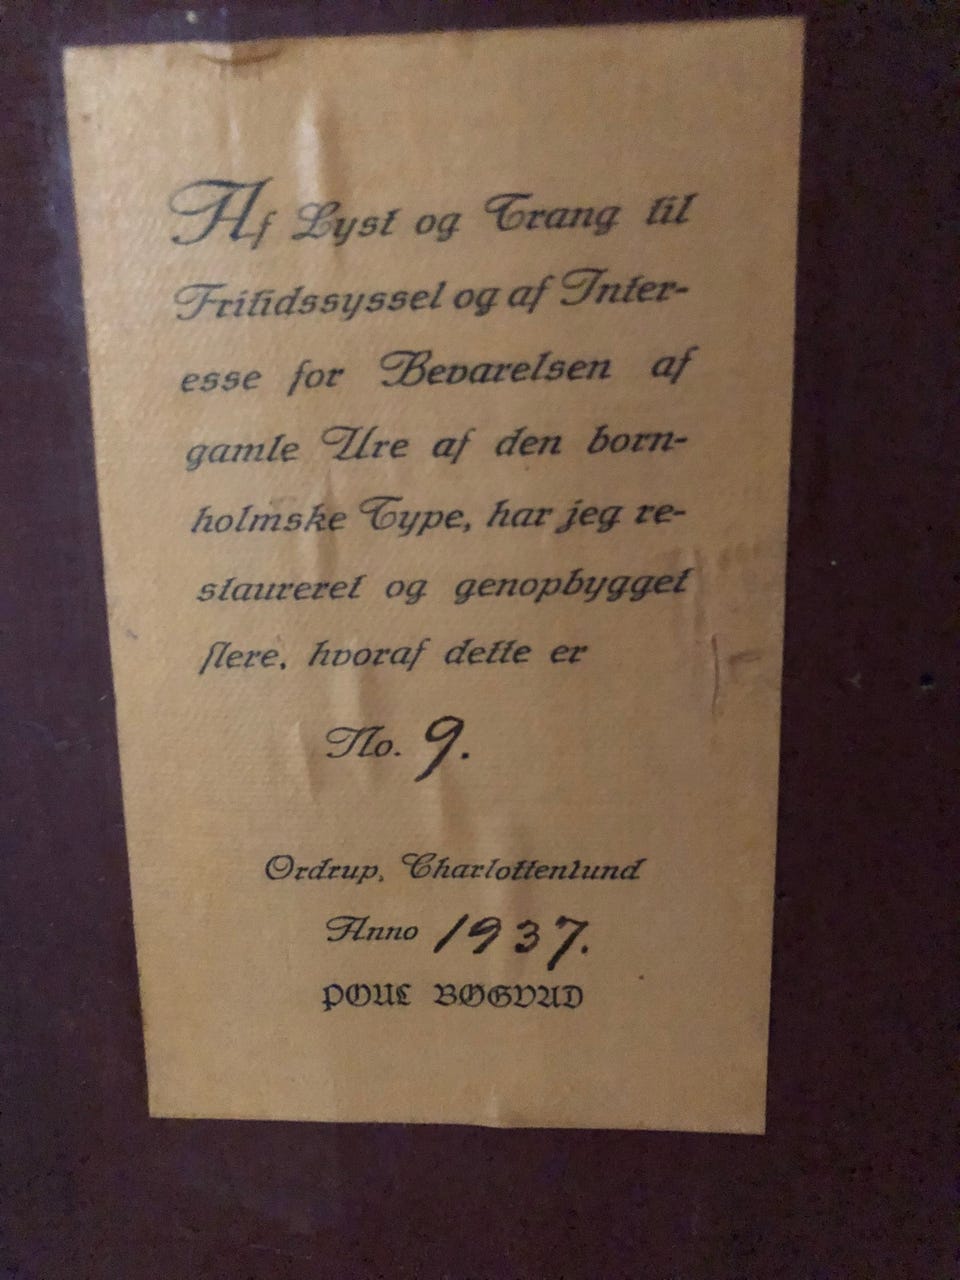 Af Lyst og Trang til
Fritidssyssel og af Inter-
esse for Bevarelsen af
gamle Ure af den born-
holmske Type, har jeg re-
staureret og genopbygget
flere, hvoraf dette er
No. 9.
Ordrup, Charlottenlund
Anno 1937.
POUL BØGVAD